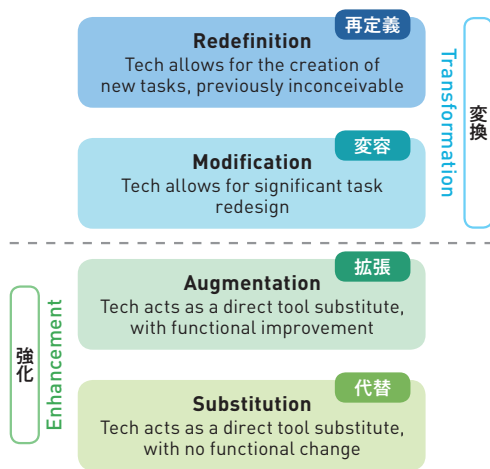 再定義
Redefinition
Tech allows for the creation of
new tasks, previously inconceivable
変容
Modification
Tech allows for significant task
redesign
Transformation
変換
拡張
Augmentation
Tech acts as a direct tool substitute,
with functional improvement
代替
Substitution
Tech acts as a direct tool substitute,
with no functional change
強化
Enhancement